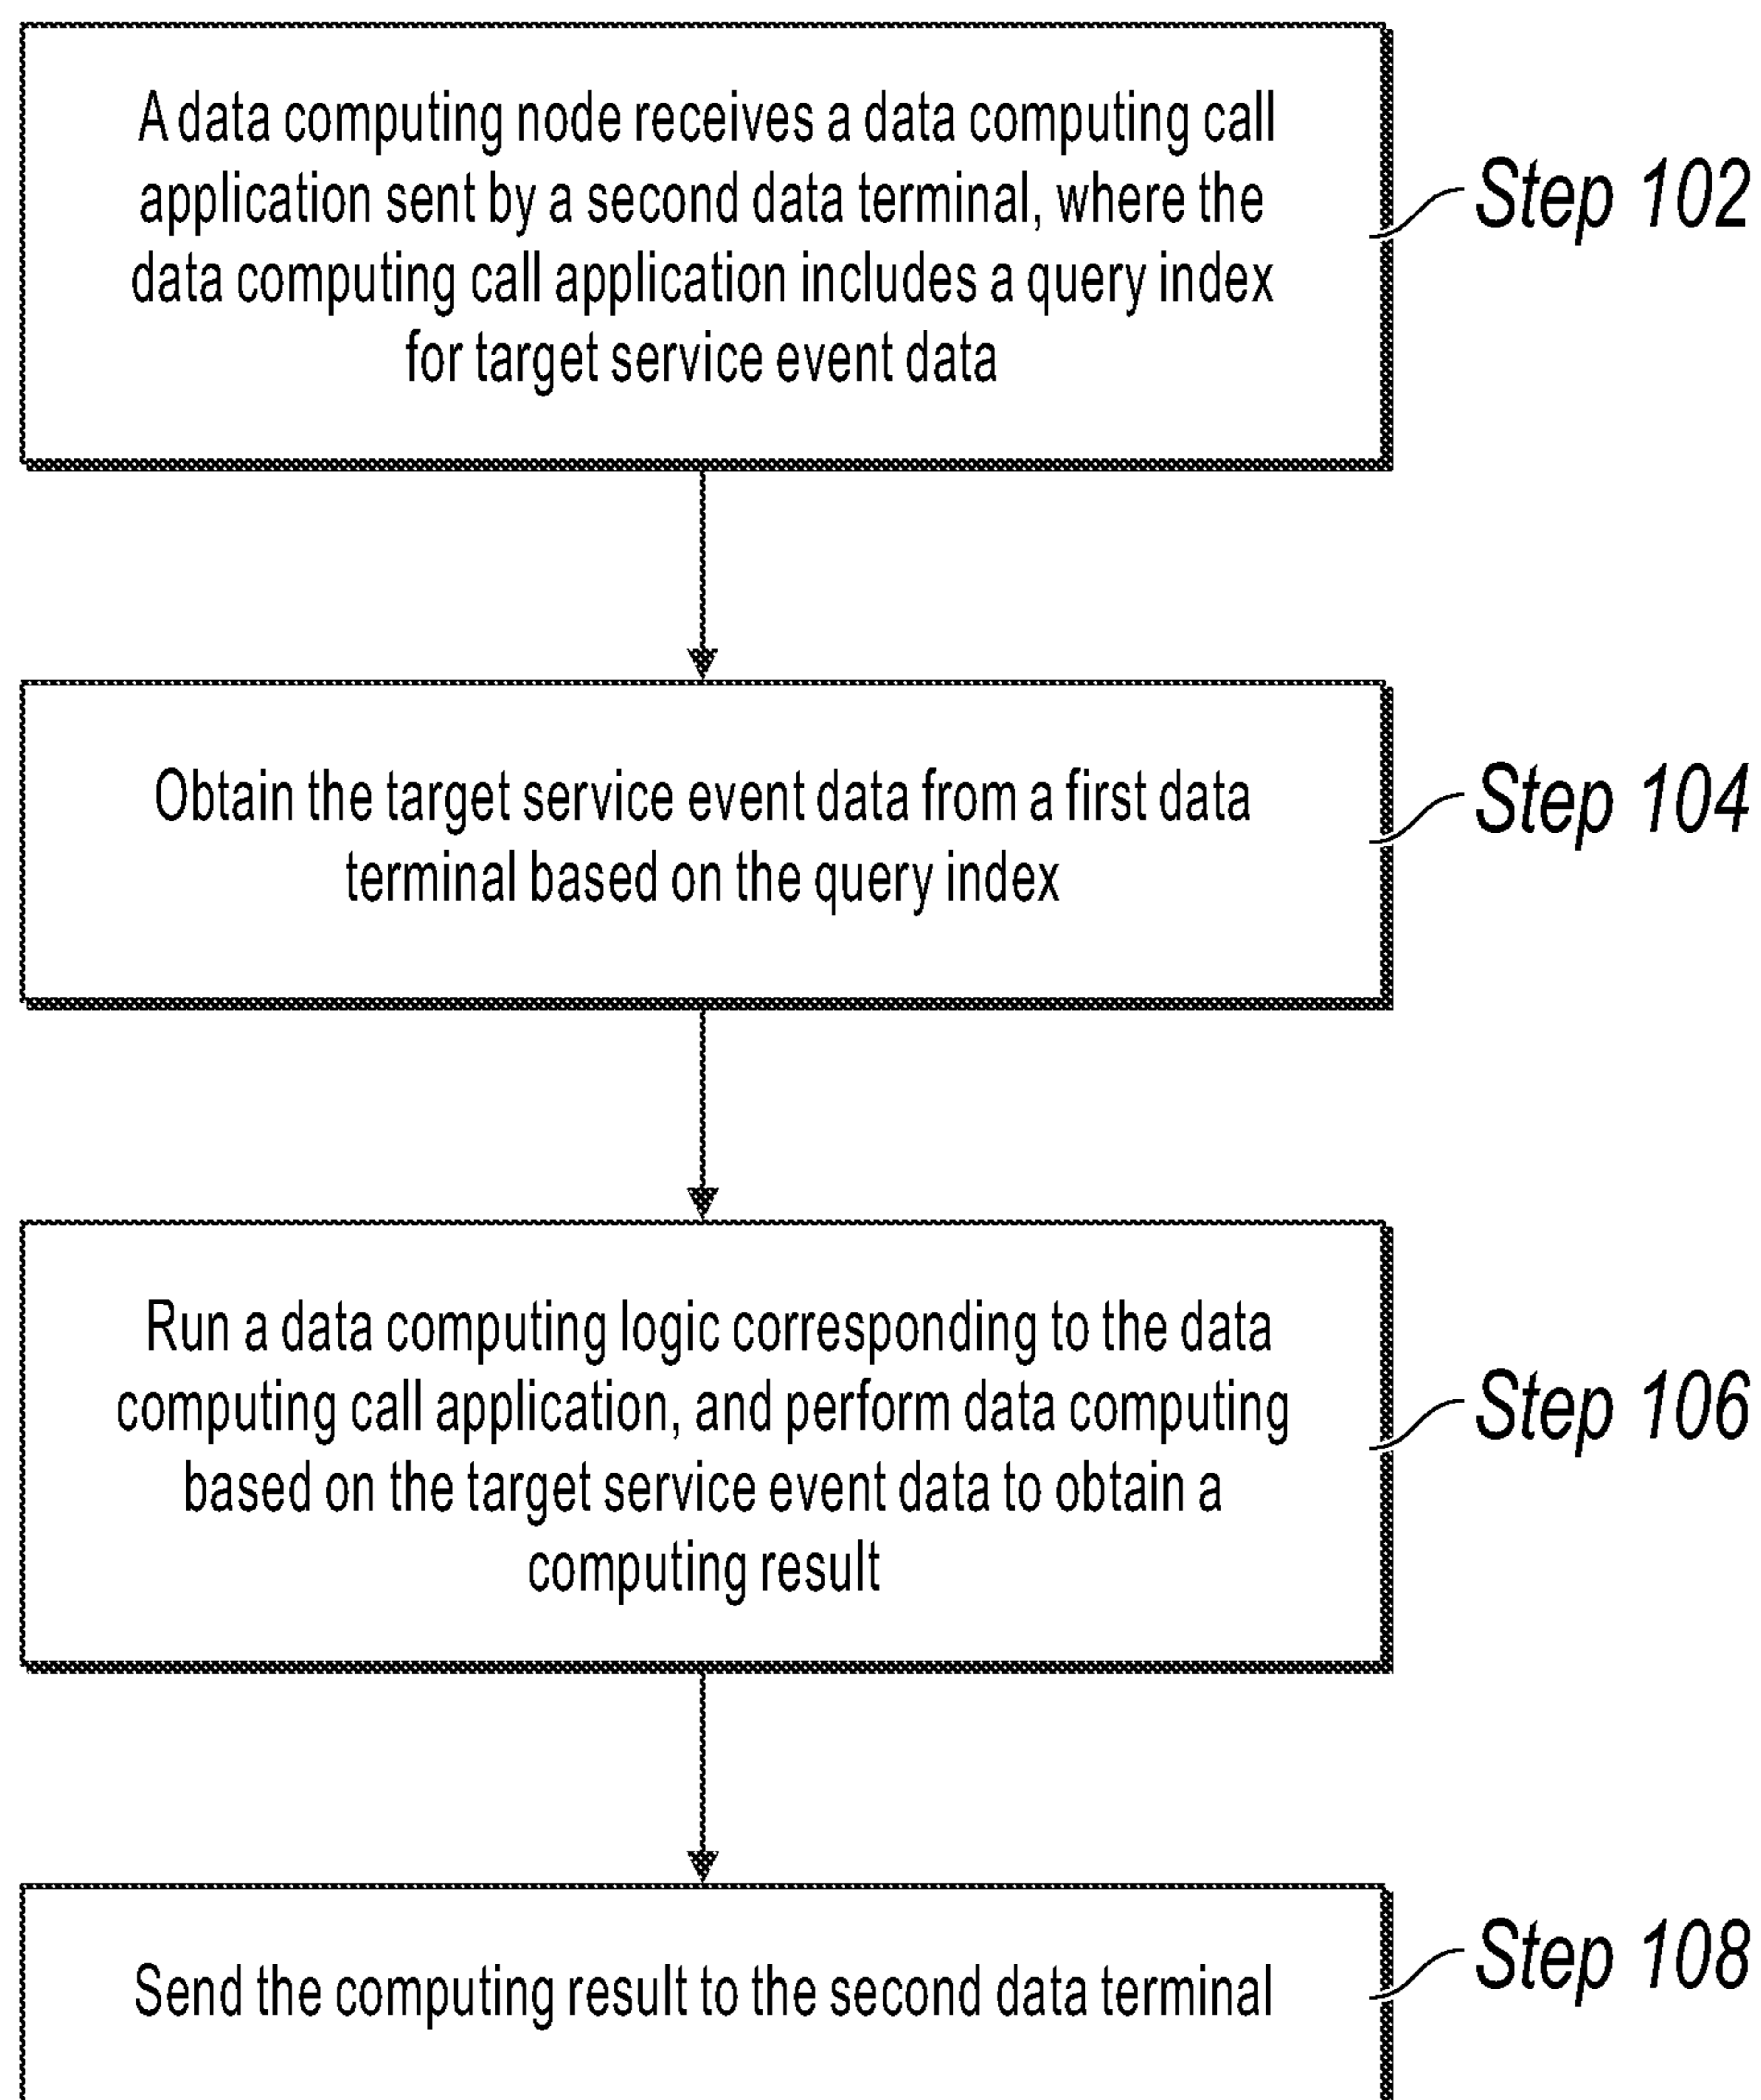 A data computing node receives a data computing call
application sent by a second data terminal, where the
data computing call application includes a query index
for target service event data
Step 102
Obtain the target service event data from a first data
terminal based on the query index
Step 104
Run a data computing logic corresponding to the data
computing call application, and perform data computing
based on the target service event data to obtain a
computing result
Step 106
Send the computing result to the second data terminal
Step 108